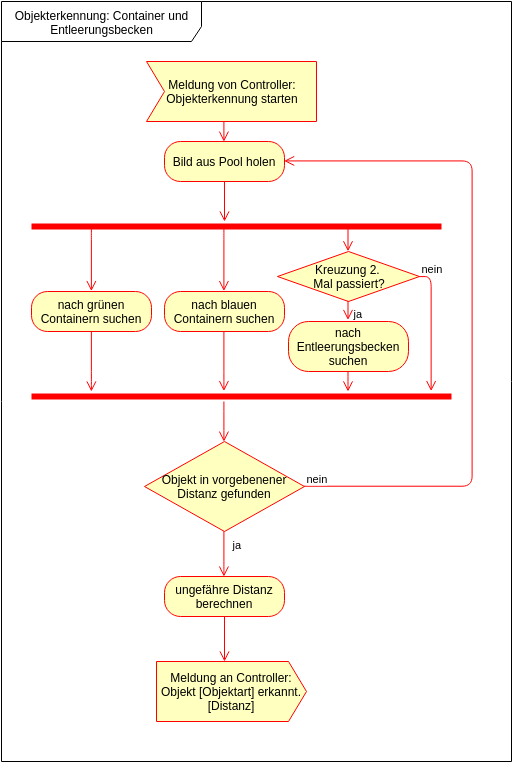 Objekterkennung: Container und
Entleerungsbecken
Meldung von Controller:
Objekterkennung starten
Bild aus Pool holen
Kreuzung 2.
Mal passiert?
nein
nach grünen
Containern suchen
nach blauen
Containern suchen
ja
nach
Entleerungsbecken
suchen
Objekt in vorgebenener
Distanz gefunden
nein
ja
ungefähre Distanz
berechnen
Meldung an Controller:
Objekt [Objektart] erkannt.
[Distanz]